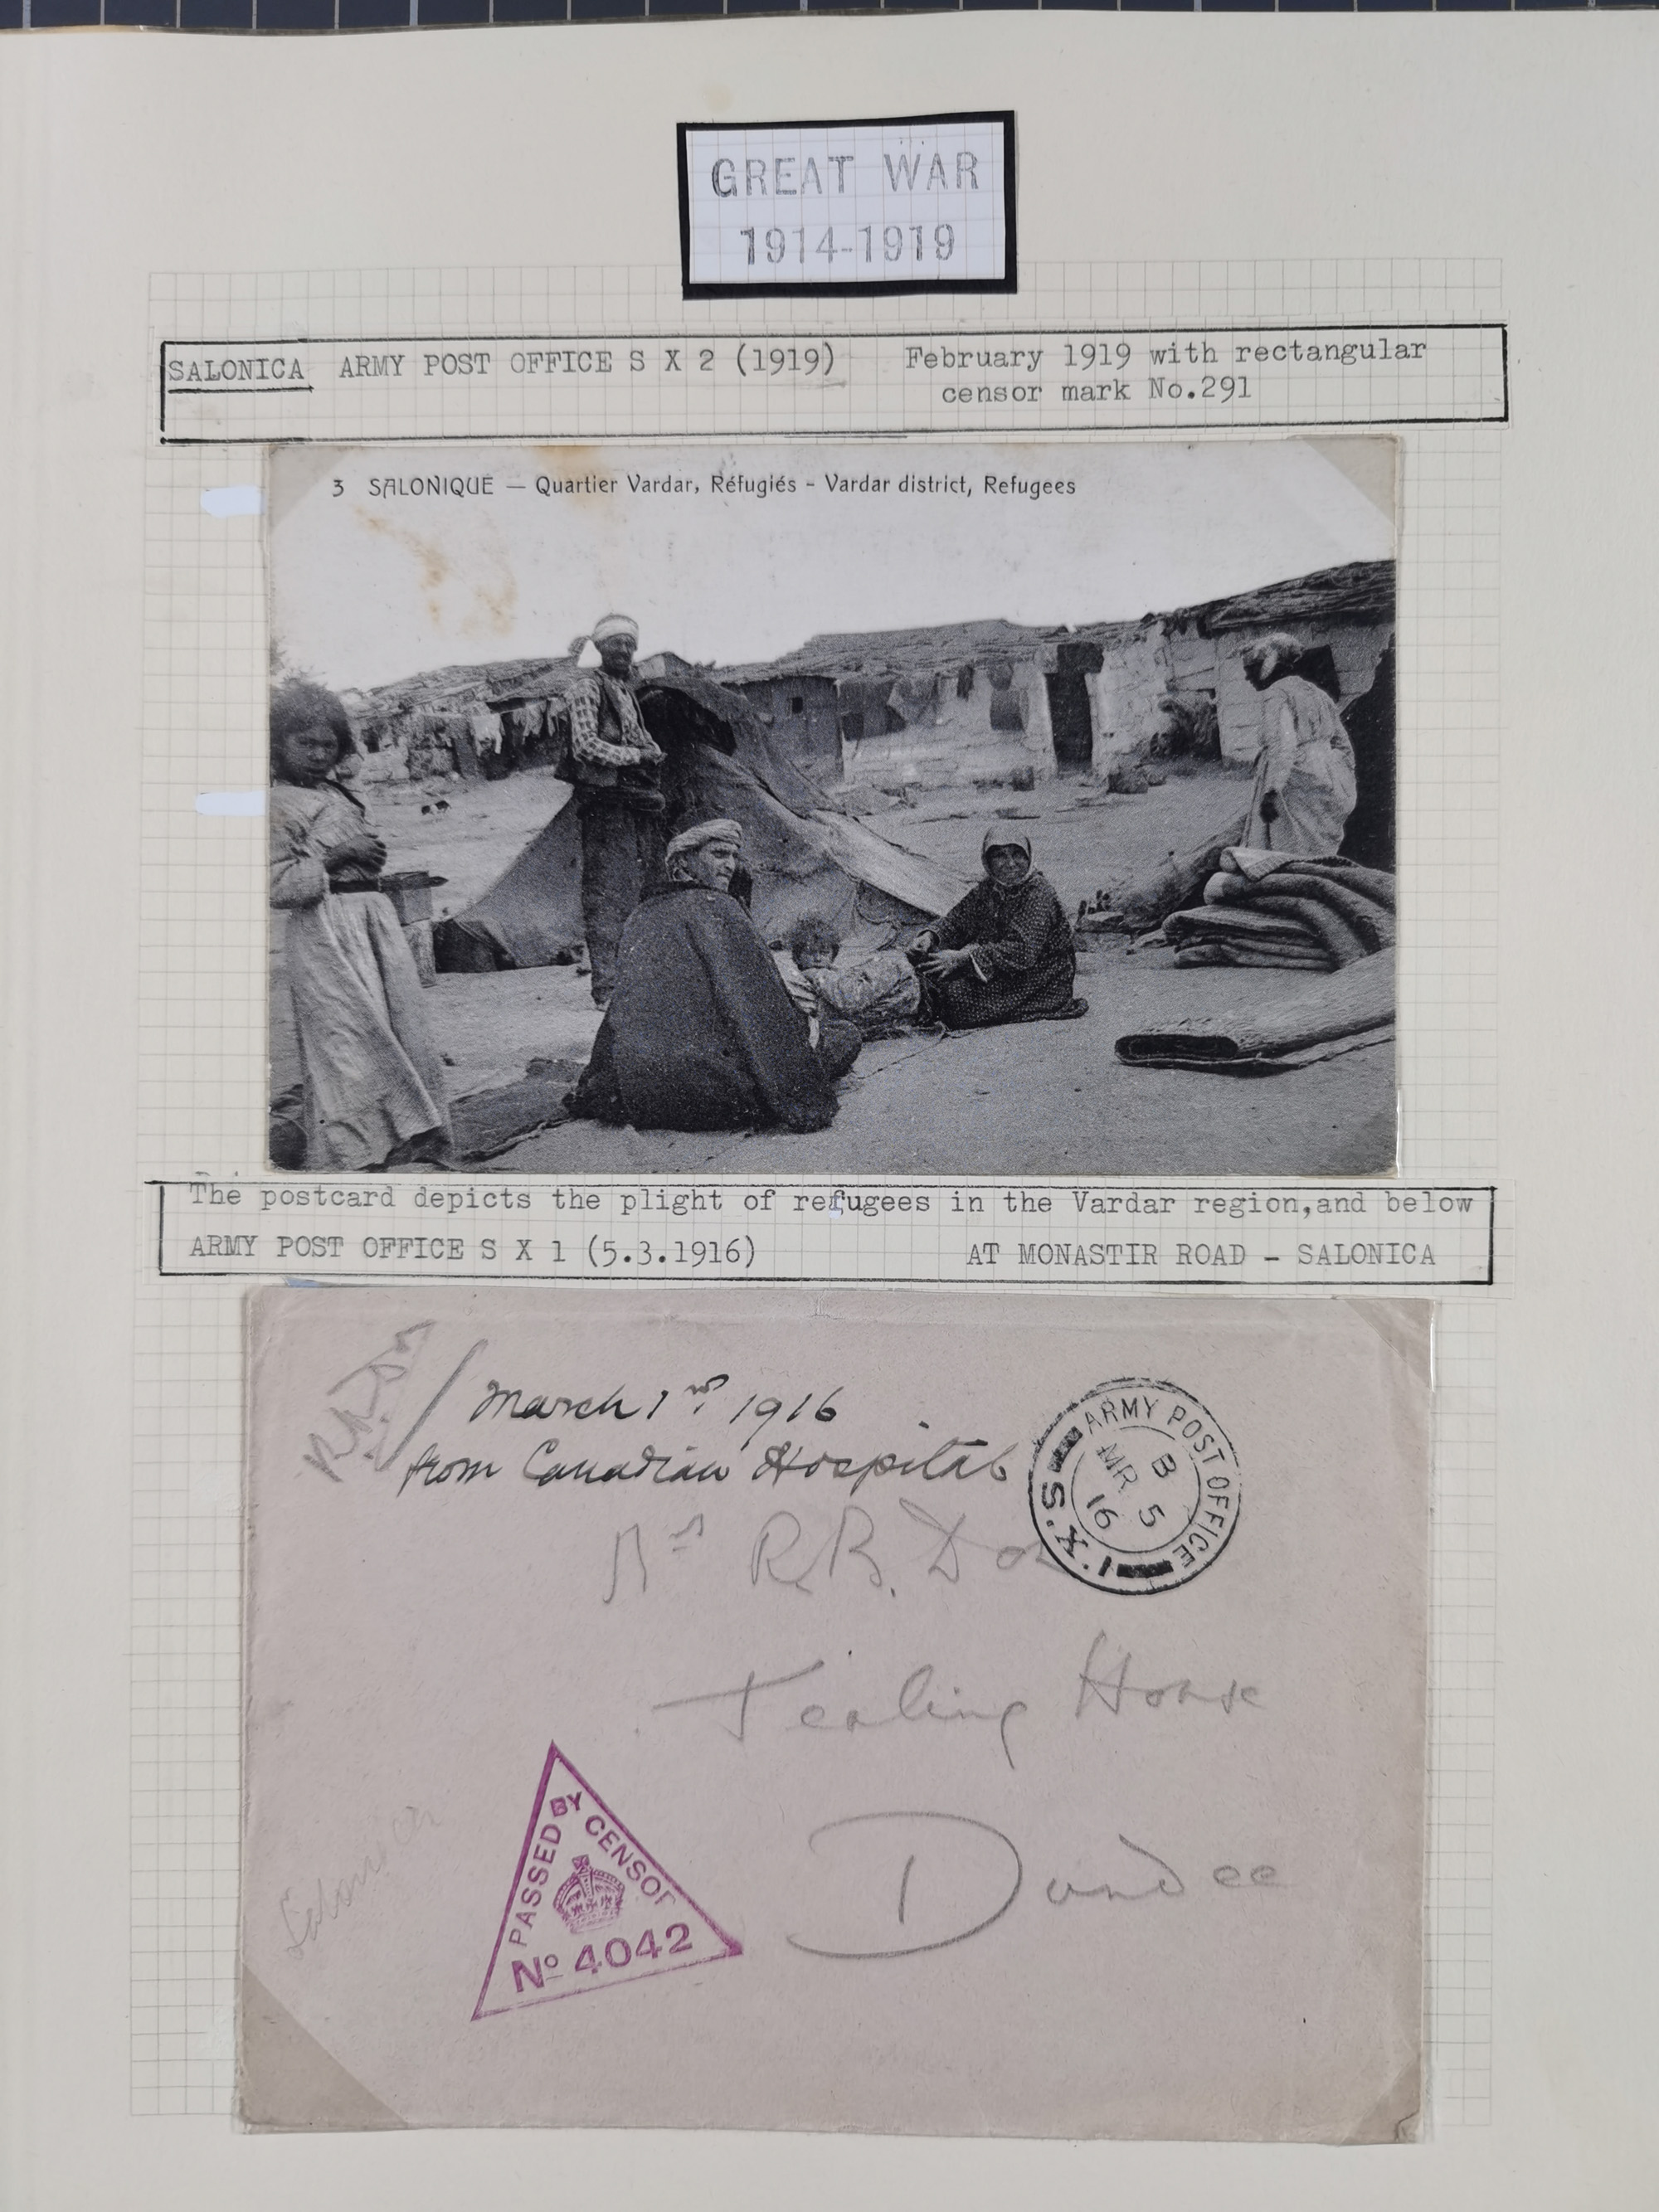 GREAT WAR
1914-1919
SALONICA ARMY POST OFFICE S X 2 (1919) February 1919 with rectangular
censor mark No.291
3 SALONIQUE — Quartier Vardar, Réfugiés - Vardar district, Refugees
The postcard depicts the plight of refugees in the Vardar region,and below
ARMY POST OFFICE S X 1 (5.3.1916) AT MONASTIR ROAD - SALONICA
March 1st 1916
from Canadian Hospital
ARMY POST OFFICE
S.X.1.
B
MR 5
16
R.B.
Tealing House
Dundee
Salonica
PASSED BY CENSOR
No 4042